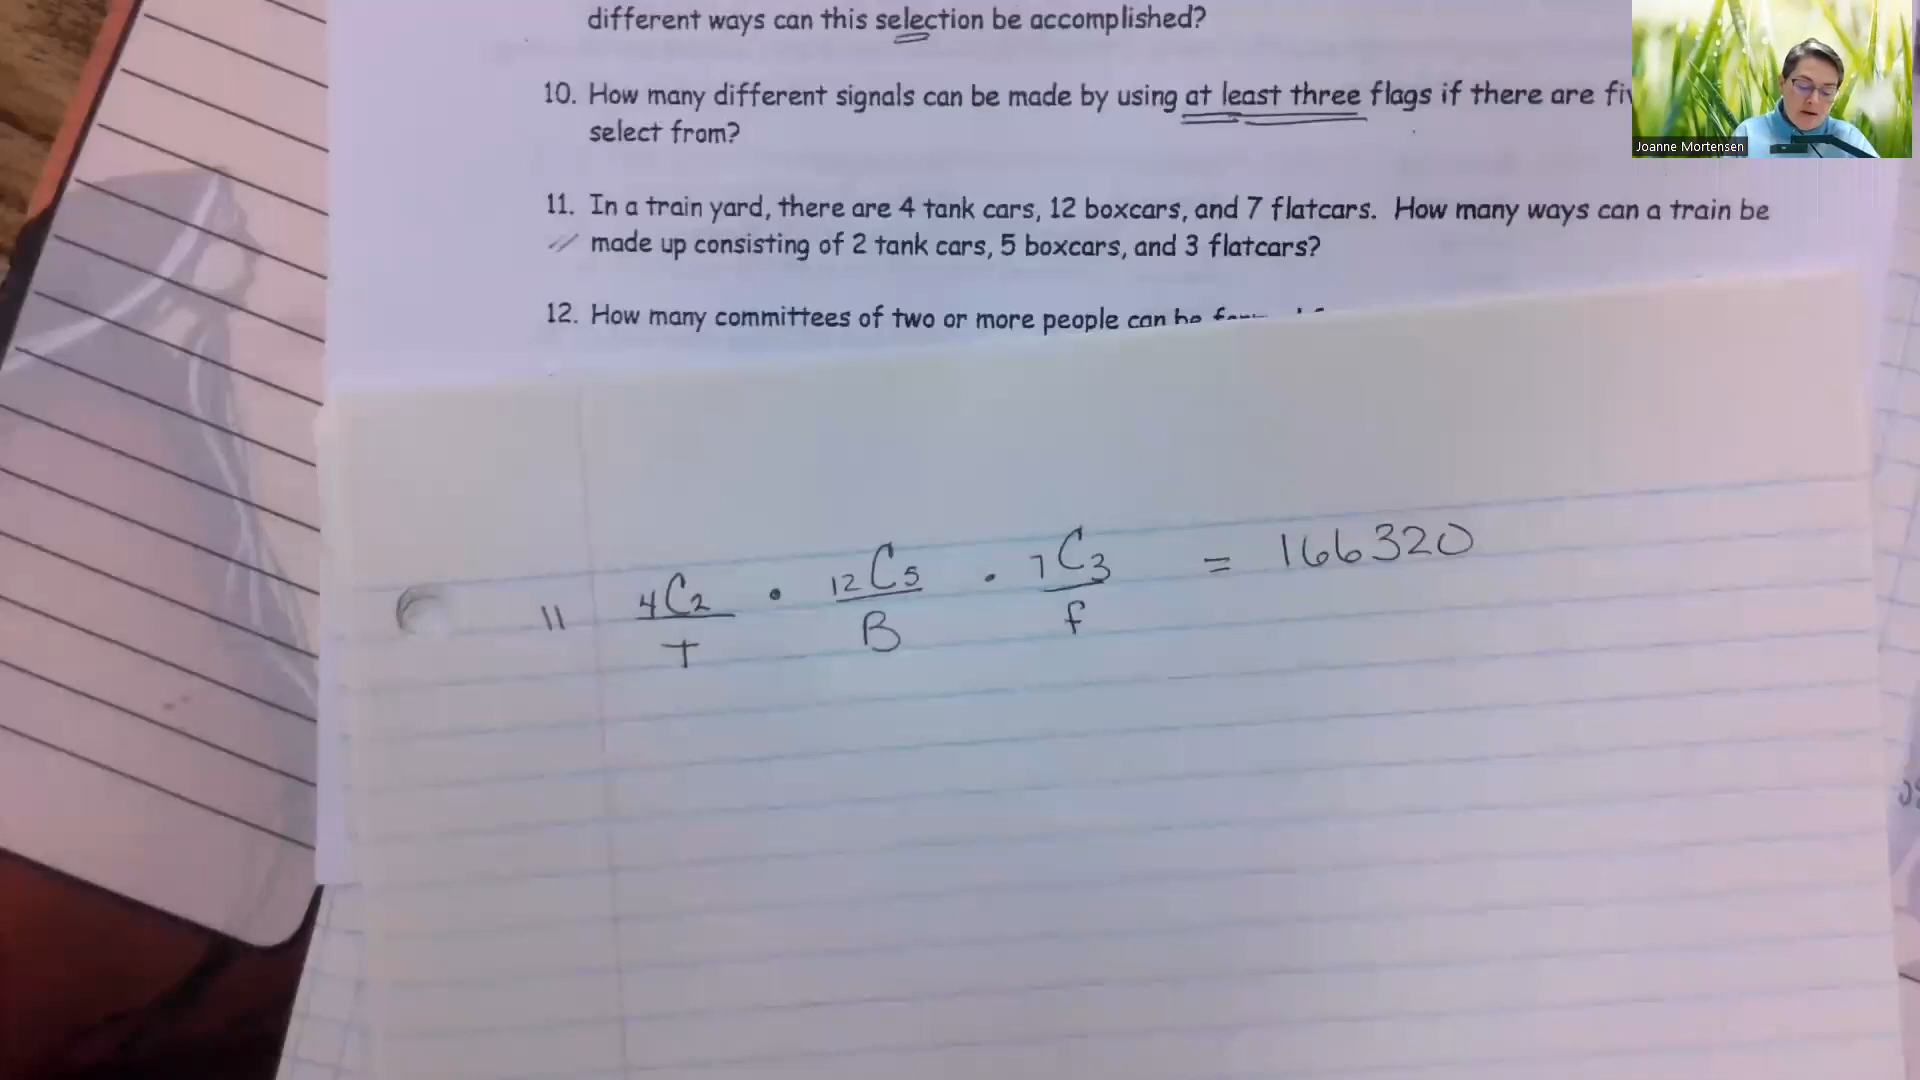 different ways can this selection be accomplished?
10. How many different signals can be made by using at least three flags if there are
select from?
Joanne Mortensen
11. In a train yard, there are 4 tank cars, 12 boxcars, and 7 flatcars. How many ways can a train be
made up consisting of 2 tank cars, 5 boxcars, and 3 flatcars?
12. How many committees of two or more people can be
11 4C2 • 12C5 • 7C3 = 166320
T B f